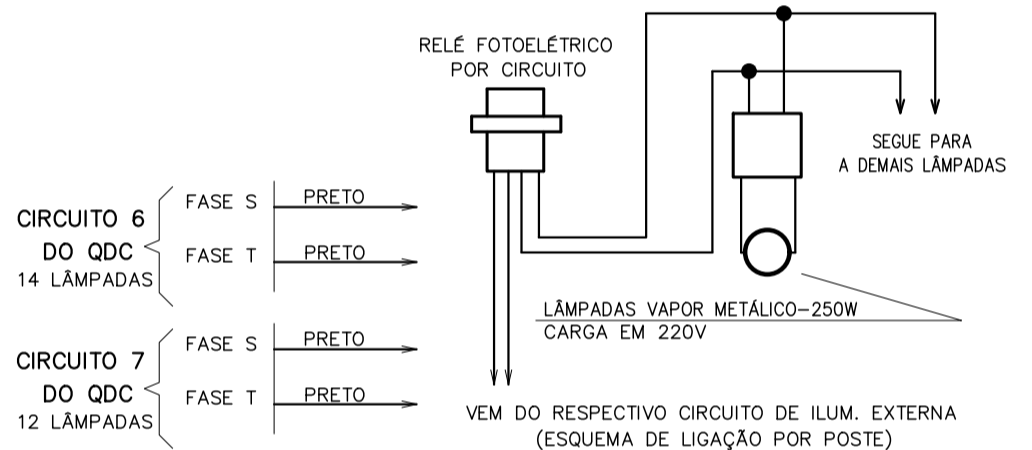 RELÉ FOTOELÉTRICO
POR CIRCUITO
SEGUE PARA
A DEMAIS LÂMPADAS
CIRCUITO 6
DO QDC
14 LÂMPADAS
FASE S
PRETO
FASE T
PRETO
LÂMPADAS VAPOR METÁLICO-250W
CARGA EM 220V
CIRCUITO 7
DO QDC
12 LÂMPADAS
FASE S
PRETO
FASE T
PRETO
VEM DO RESPECTIVO CIRCUITO DE ILUM. EXTERNA
(ESQUEMA DE LIGAÇÃO POR POSTE)